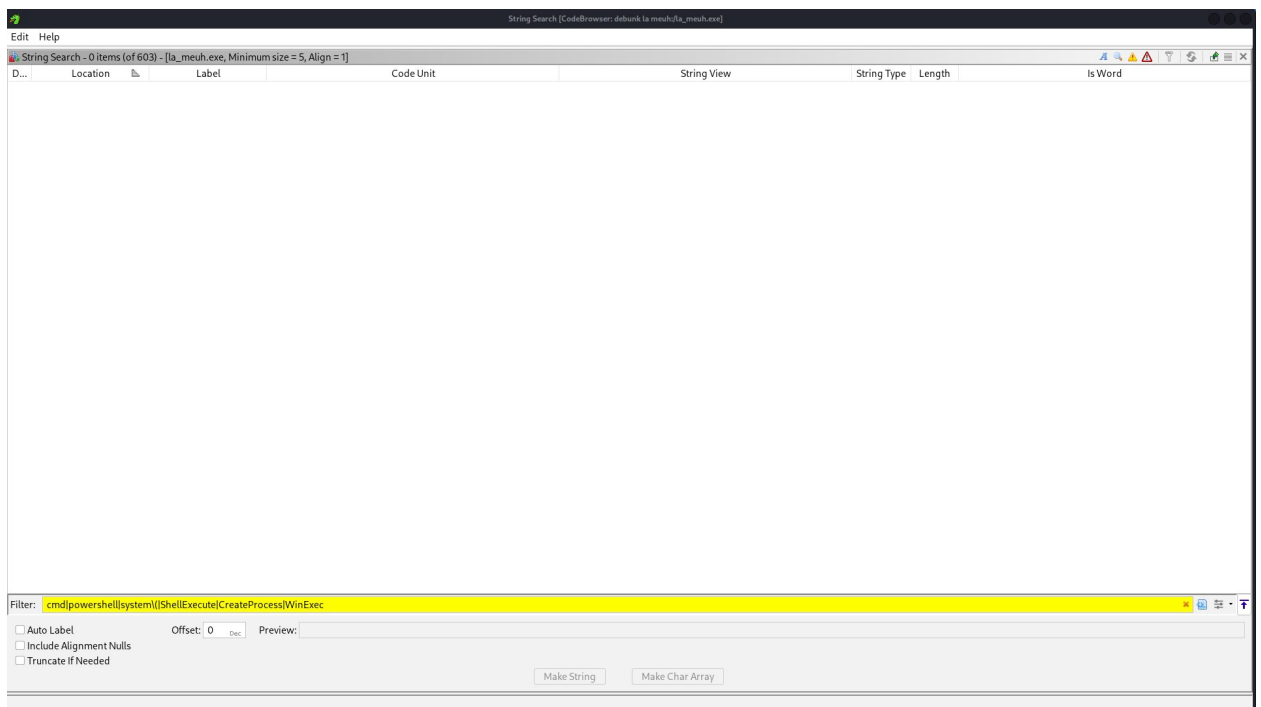 String Search [CodeBrowser: debunk la meuh:/la_meuh.exe]
Edit Help
String Search - 0 items (of 603) - [la_meuh.exe, Minimum size = 5, Align = 1]
D... Location Label Code Unit String View String Type Length Is Word
Filter: cmd|powershell|system\(|ShellExecute|CreateProcess|WinExec
Auto Label Offset: 0 Dec Preview:
Include Alignment Nulls
Truncate If Needed
Make String Make Char Array